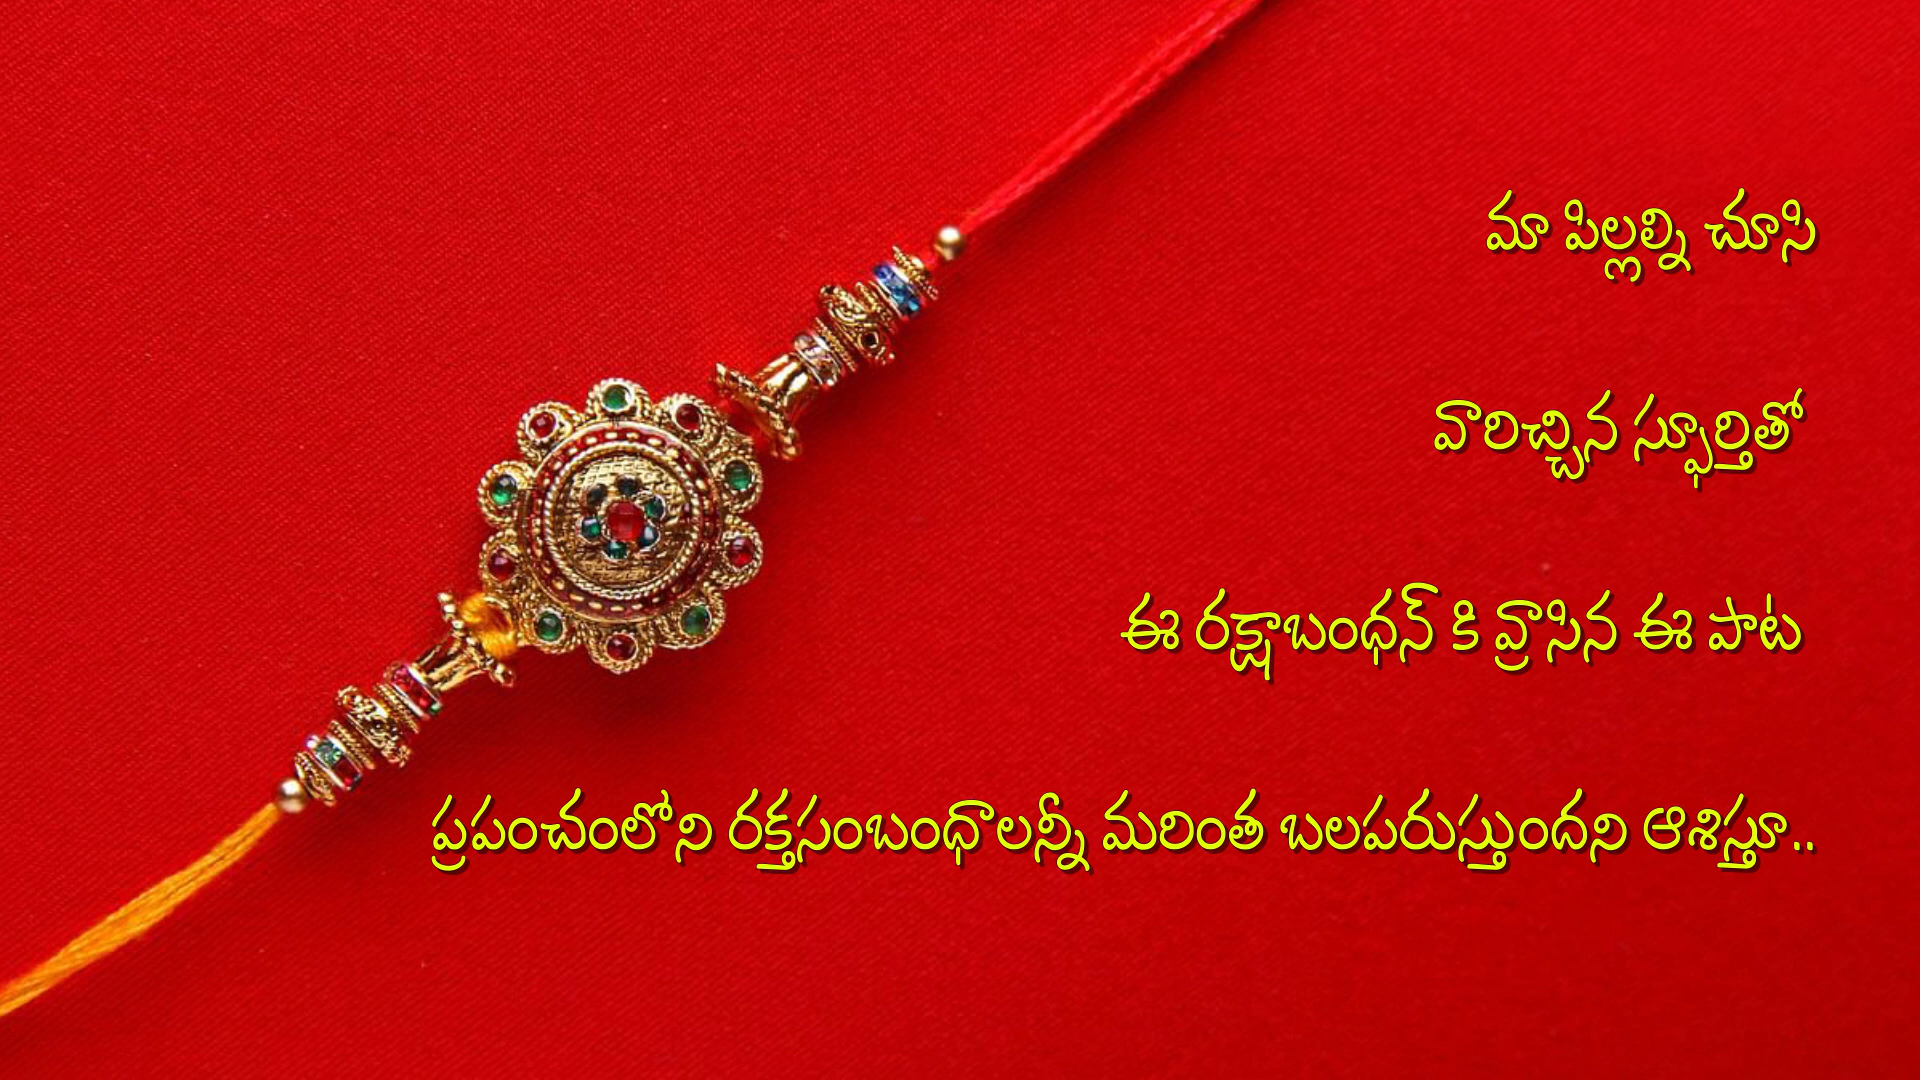 మా పిల్లల్ని చూసి
వారిచ్చిన స్ఫూర్తితో
ఈ రక్షాబంధన్ కి వ్రాసిన ఈ పాట
ప్రపంచంలోని రక్తసంబంధాలన్నీ మరింత బలపరుస్తుందని ఆశిస్తూ..